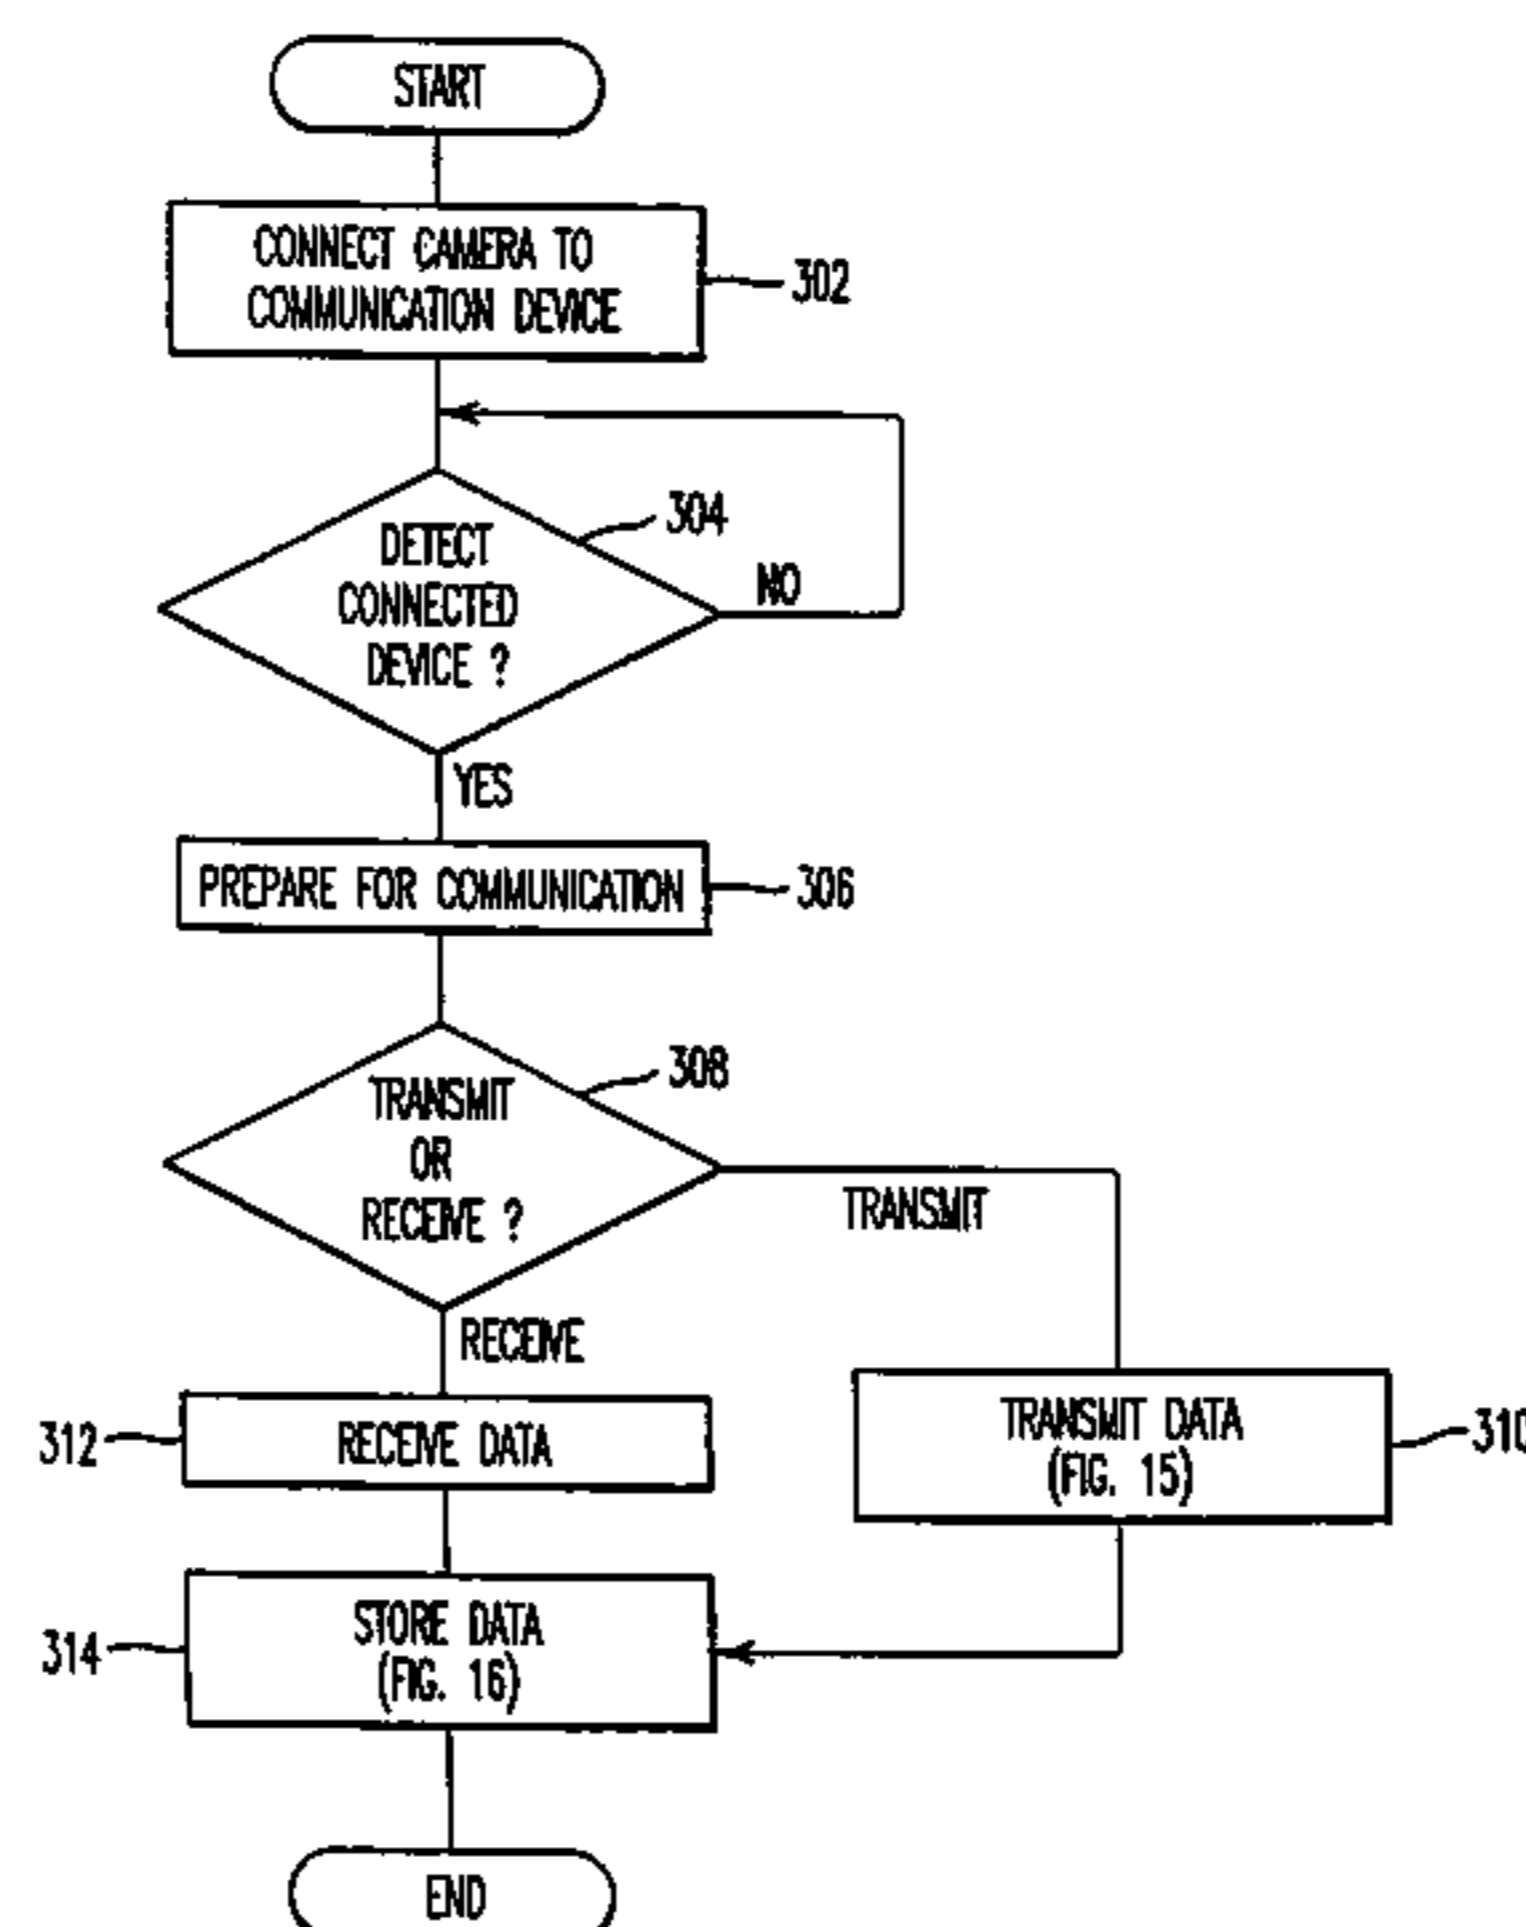 START
CONNECT CAMERA TO
COMMUNICATION DEVICE
302
304
DETECT
CONNECTED
DEVICE ?
NO
YES
PREPARE FOR COMMUNICATION
306
308
TRANSMIT
OR
RECEIVE ?
TRANSMIT
RECEIVE
312
RECEIVE DATA
TRANSMIT DATA
(FIG. 15)
310
314
STORE DATA
(FIG. 16)
END